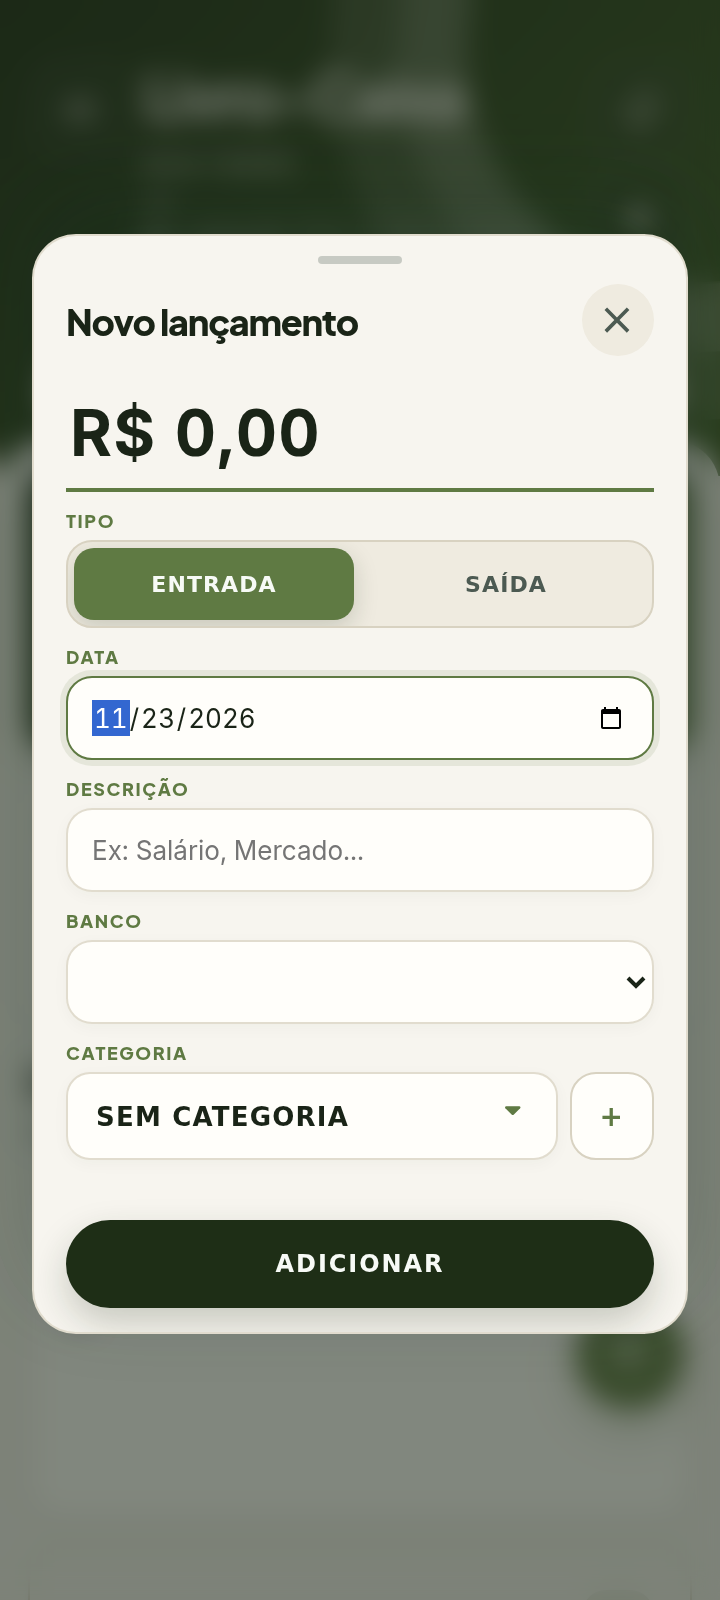 Novo lançamento
R$ 0,00
TIPO
ENTRADA
SAÍDA
DATA
11/23/2026
DESCRIÇÃO
Ex: Salário, Mercado...
BANCO
CATEGORIA
SEM CATEGORIA
+
ADICIONAR